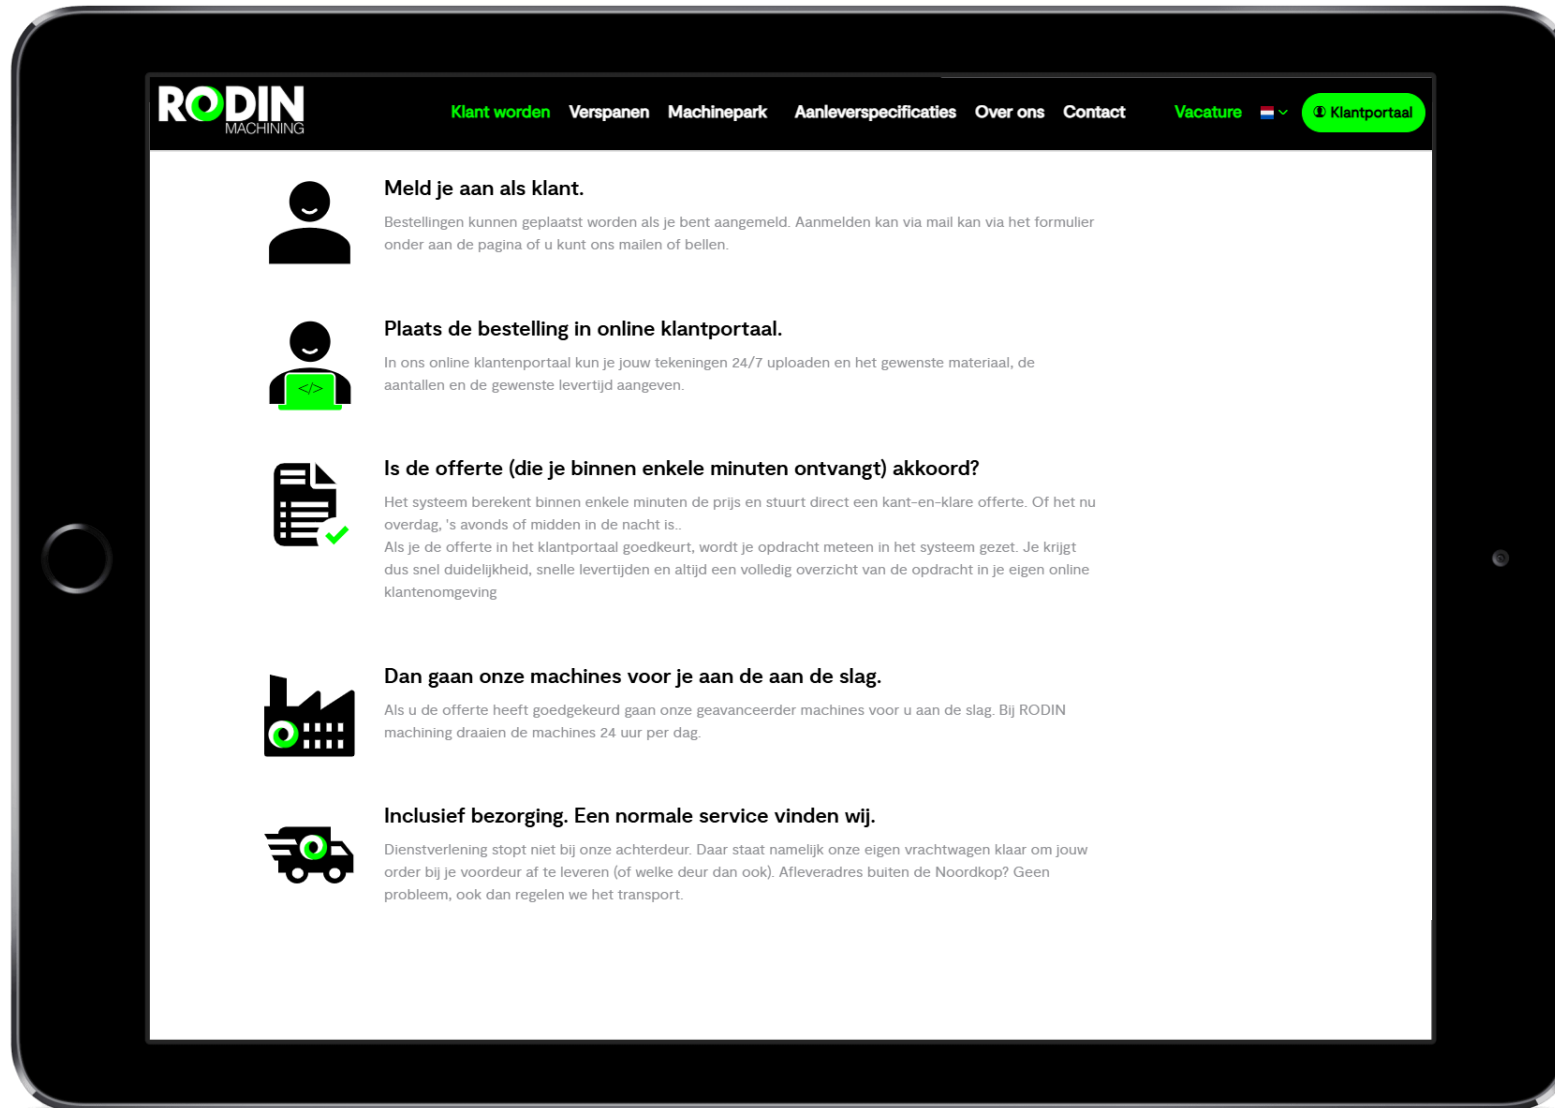 RODIN
MACHINING
Klant worden Verspanen Machinepark Aanleverspecificaties Over ons Contact Vacature Klantportaal
Meld je aan als klant.
Bestellingen kunnen geplaatst worden als je bent aangemeld. Aanmelden kan via mail kan via het formulier
onder aan de pagina of u kunt ons mailen of bellen.
Plaats de bestelling in online klantportaal.
In ons online klantenportaal kun je jouw tekeningen 24/7 uploaden en het gewenste materiaal, de
aantallen en de gewenste levertijd aangeven.
</>
Is de offerte (die je binnen enkele minuten ontvangt) akkoord?
Het systeem berekent binnen enkele minuten de prijs en stuurt direct een kant-en-klare offerte. Of het nu
overdag, 's avonds of midden in de nacht is..
Als je de offerte in het klantportaal goedkeurt, wordt je opdracht meteen in het systeem gezet. Je krijgt
dus snel duidelijkheid, snelle levertijden en altijd een volledig overzicht van de opdracht in je eigen online
klantenomgeving
Dan gaan onze machines voor je aan de aan de slag.
Als u de offerte heeft goedgekeurd gaan onze geavanceerder machines voor u aan de slag. Bij RODIN
machining draaien de machines 24 uur per dag.
Inclusief bezorging. Een normale service vinden wij.
Dienstverlening stopt niet bij onze achterdeur. Daar staat namelijk onze eigen vrachtwagen klaar om jouw
order bij je voordeur af te leveren (of welke deur dan ook). Afleveradres buiten de Noordkop? Geen
probleem, ook dan regelen we het transport.